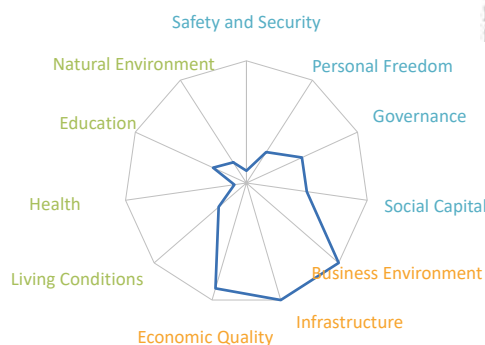 Safety and Security
Natural Environment
Personal Freedom
Education
Governance
Health
Social Capital
Living Conditions
Business Environment
Economic Quality
Infrastructure